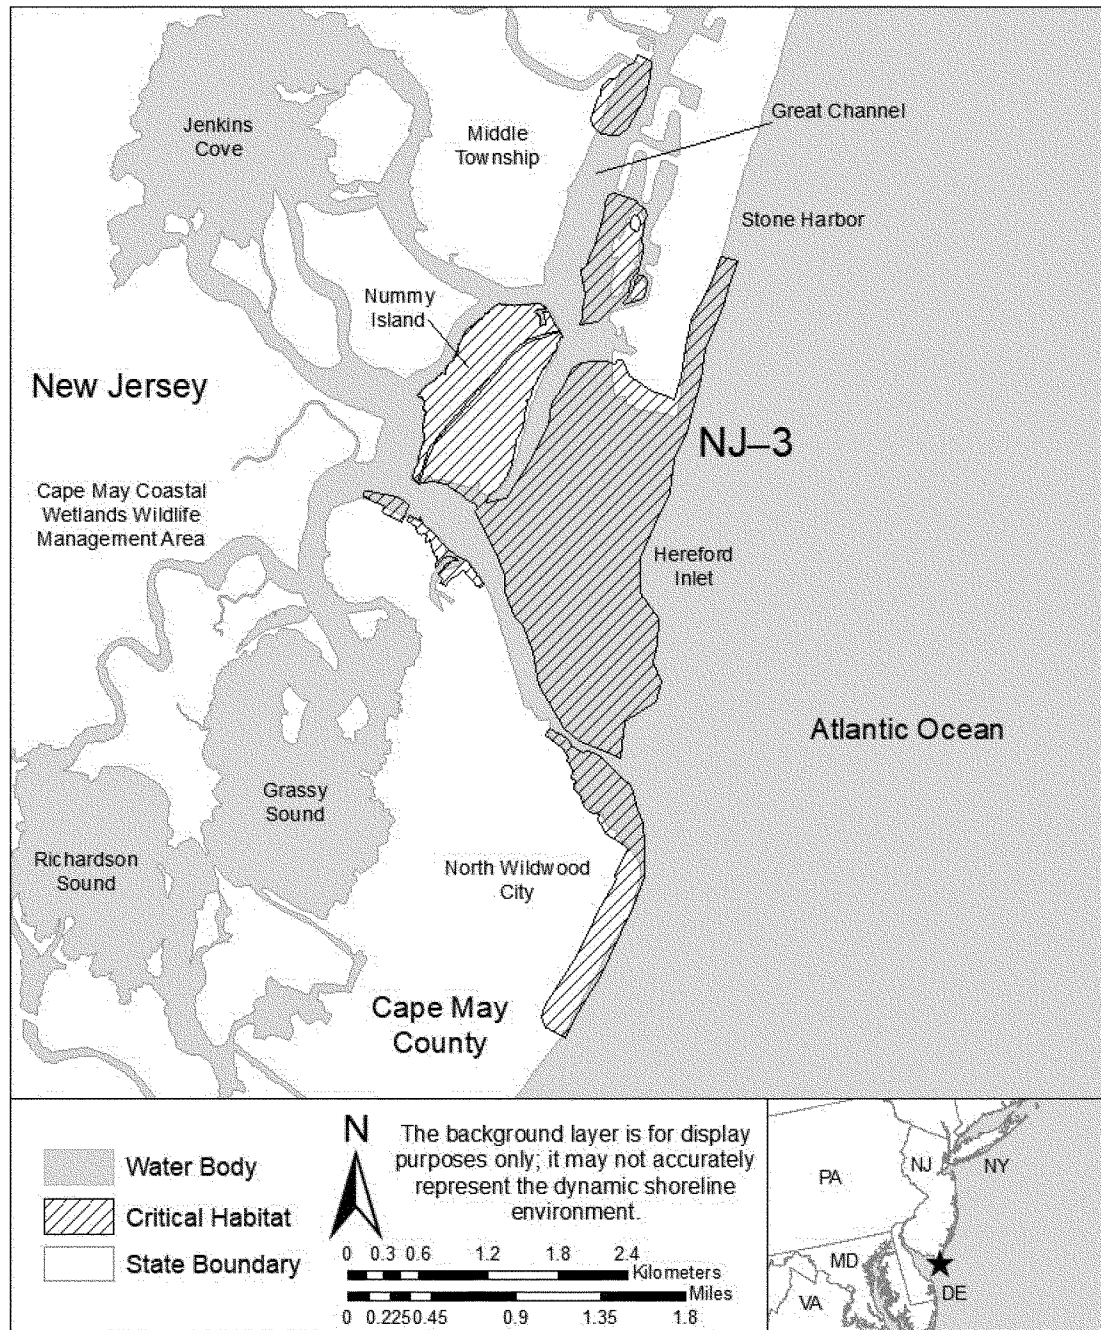 Jenkins
Cove
Middle
Township
Great Channel
Stone Harbor
Nummy
Island
New Jersey
NJ–3
Cape May Coastal
Wetlands Wildlife
Management Area
Hereford
Inlet
Atlantic Ocean
Grassy
Sound
Richardson
Sound
North Wildwood
City
Cape May
County
Water Body
Critical Habitat
State Boundary
N
The background layer is for display
purposes only; it may not accurately
represent the dynamic shoreline
environment.
0 0.3 0.6 1.2 1.8 2.4
Kilometers
Miles
0 0.225 0.45 0.9 1.35 1.8
PA
NJ
NY
MD
DE
VA